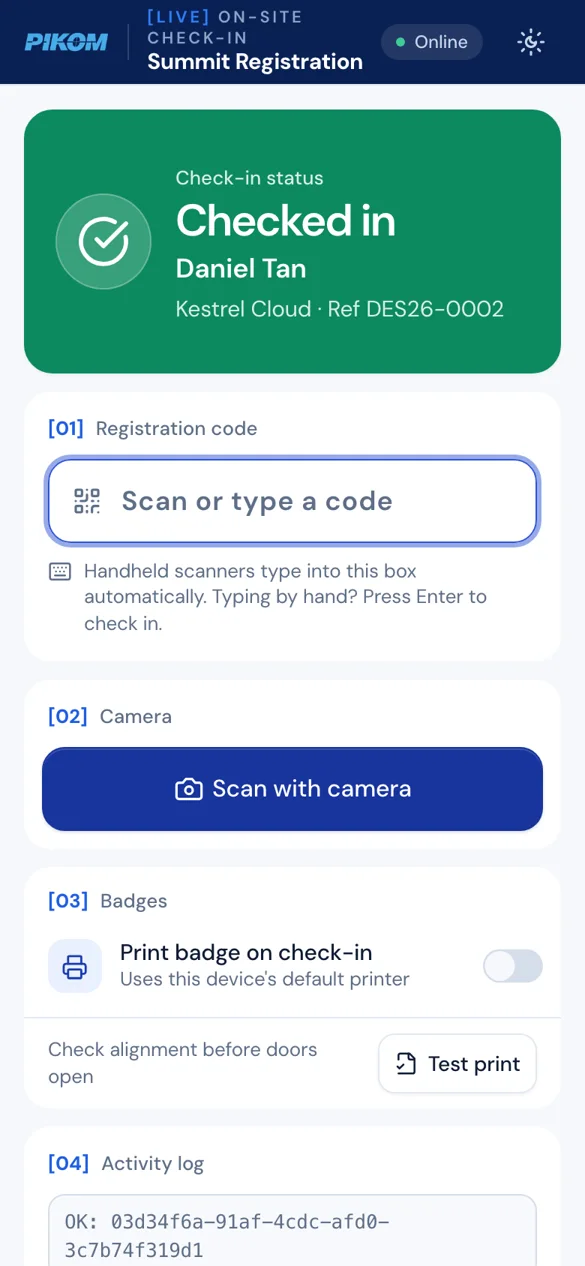 PIKOM
[LIVE] ON-SITE
CHECK-IN
Summit Registration
Online
Check-in status
Checked in
Daniel Tan
Kestrel Cloud · Ref DES26-0002
[01] Registration code
Scan or type a code
Handheld scanners type into this box
automatically. Typing by hand? Press Enter to
check in.
[02] Camera
Scan with camera
[03] Badges
Print badge on check-in
Uses this device's default printer
Check alignment before doors
open
Test print
[04] Activity log
OK: 03d34f6a-91af-4cdc-afd0-
3c7b74f319d1